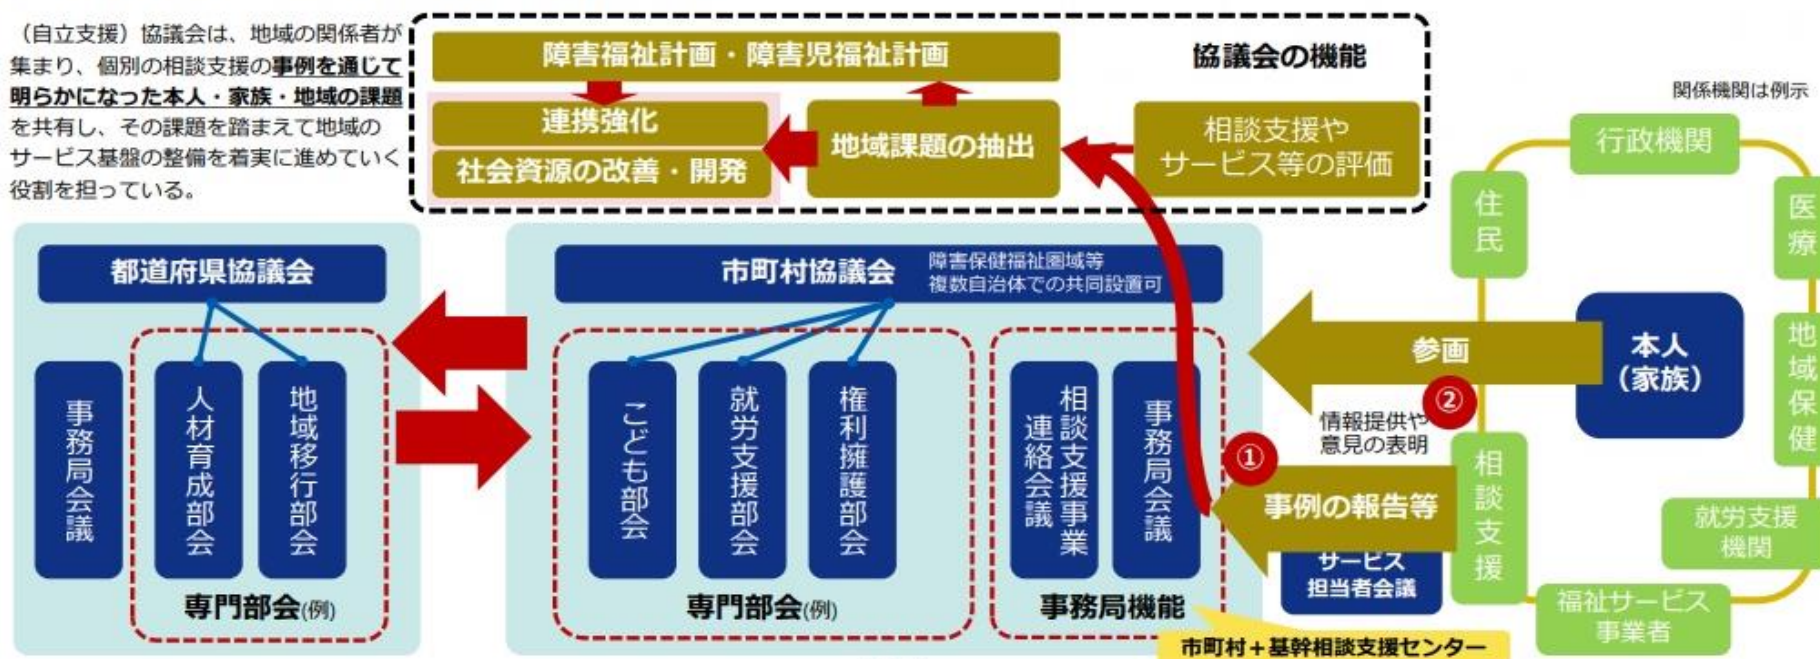 （自立支援）協議会は、地域の関係者が
集まり、個別の相談支援の事例を通じて
明らかになった本人・家族・地域の課題
を共有し、その課題を踏まえて地域の
サービス基盤の整備を着実に進めていく
役割を担っている。
障害福祉計画・障害児福祉計画
協議会の機能
連携強化
社会資源の改善・開発
地域課題の抽出
相談支援や
サービス等の評価
関係機関は例示
行政機関
住民
医療
地域保健
就労支援
機関
福祉サービス
事業者
相談支援
本人
（家族）
参画
②
情報提供や
意見の表明
①
事例の報告等
サービス
担当者会議
都道府県協議会
事務局会議
人材育成部会
地域移行部会
専門部会(例)
市町村協議会
障害保健福祉圏域等
複数自治体での共同設置可
こども部会
就労支援部会
権利擁護部会
専門部会(例)
相談支援事業
連絡会議
事務局会議
事務局機能
市町村＋基幹相談支援センター